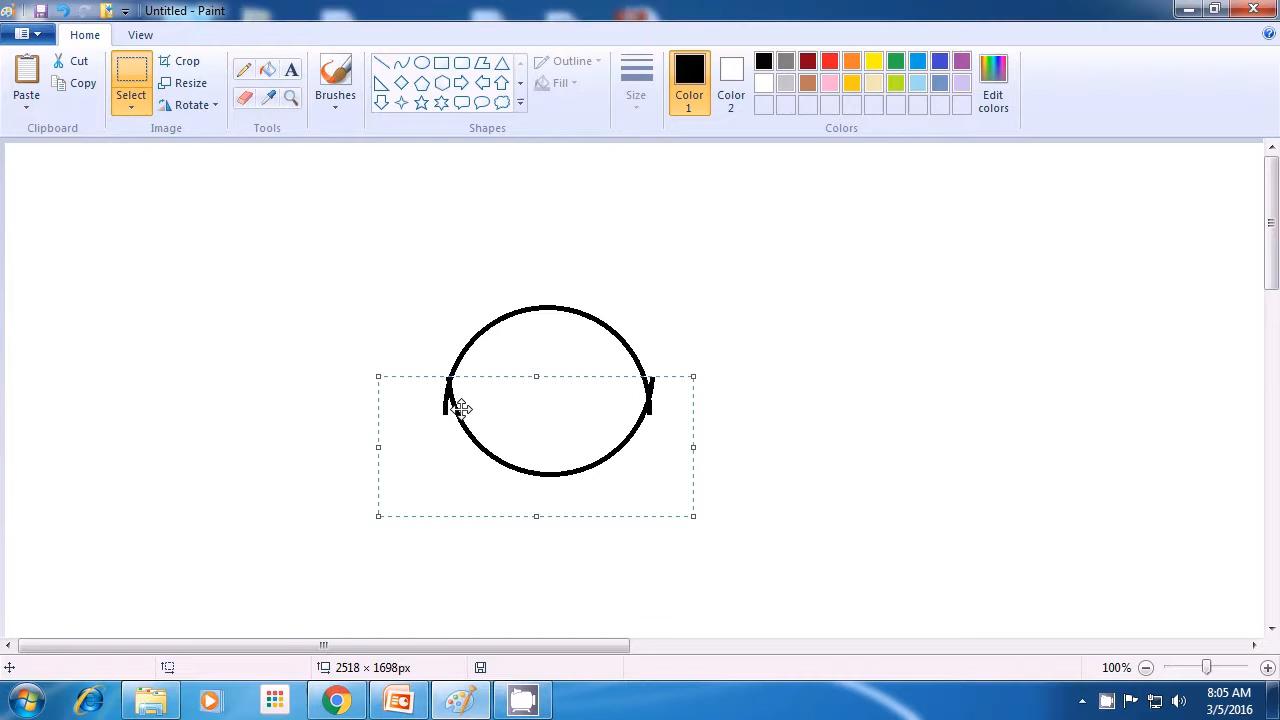 Untitled - Paint
Home View
Paste Cut Copy
Clipboard
Select Crop Resize Rotate
Image
A
Tools
Brushes
Outline Fill
Shapes
Size
Color 1 Color 2
Edit colors
Colors
2518 × 1698px
100%
8:05 AM
3/5/2016